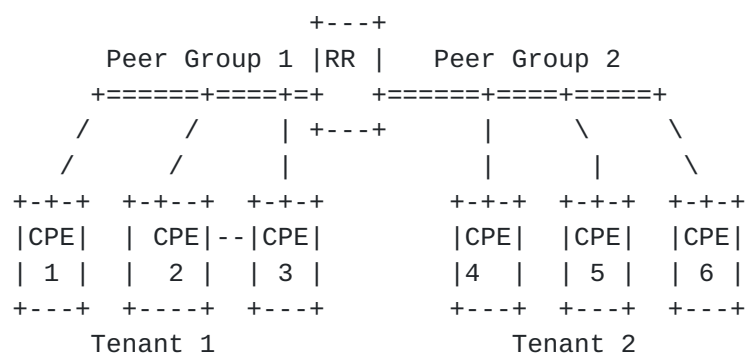 +---+
      Peer Group 1 |RR |   Peer Group 2
     +======+====+=+   +======+====+=====+
    /      /     | +---+      |     \     \
   /      /      |            |      |     \
+-+-+  +-+--+  +-+-+        +-+-+  +-+-+  +-+-+
|CPE|  | CPE|--|CPE|        |CPE|  |CPE|  |CPE|
| 1 |  |  2 |  | 3 |        |4  |  | 5 |  | 6 |
+---+  +----+  +---+        +---+  +---+  +---+
     Tenant 1                   Tenant 2